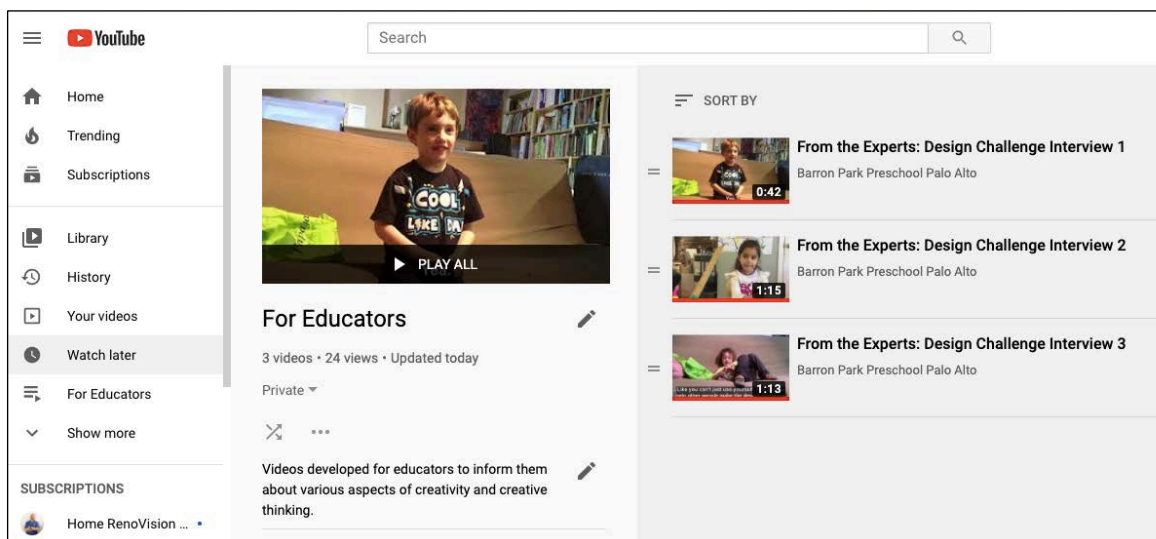 YouTube
Search
Home
Trending
Subscriptions
Library
History
Your videos
Watch later
For Educators
Show more
SUBSCRIPTIONS
Home RenoVision ... •
COOL
LIKE DA
PLAY ALL
For Educators
3 videos • 24 views • Updated today
Private
Videos developed for educators to inform them
about various aspects of creativity and creative
thinking.
SORT BY
From the Experts: Design Challenge Interview 1
Barron Park Preschool Palo Alto
0:42
From the Experts: Design Challenge Interview 2
Barron Park Preschool Palo Alto
1:15
From the Experts: Design Challenge Interview 3
Barron Park Preschool Palo Alto
1:13